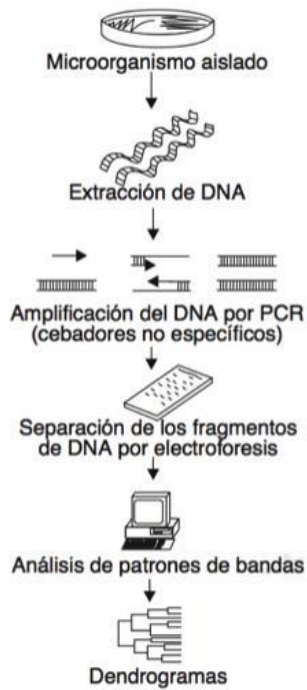 Microorganismo aislado
Extracción de DNA
Amplificación del DNA por PCR
(cebadores no específicos)
Separación de los fragmentos
de DNA por electroforesis
Análisis de patrones de bandas
Dendrogramas